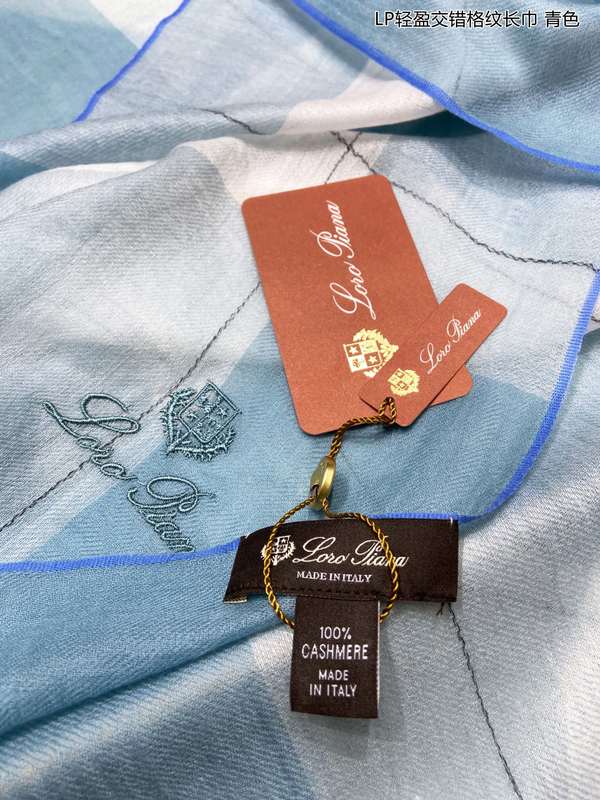 LP轻盈交错格纹长巾 青色
Loro Piana
Loro Piana
Loro Piana
Loro Piana
MADE IN ITALY
100%
CASHMERE
MADE
IN ITALY